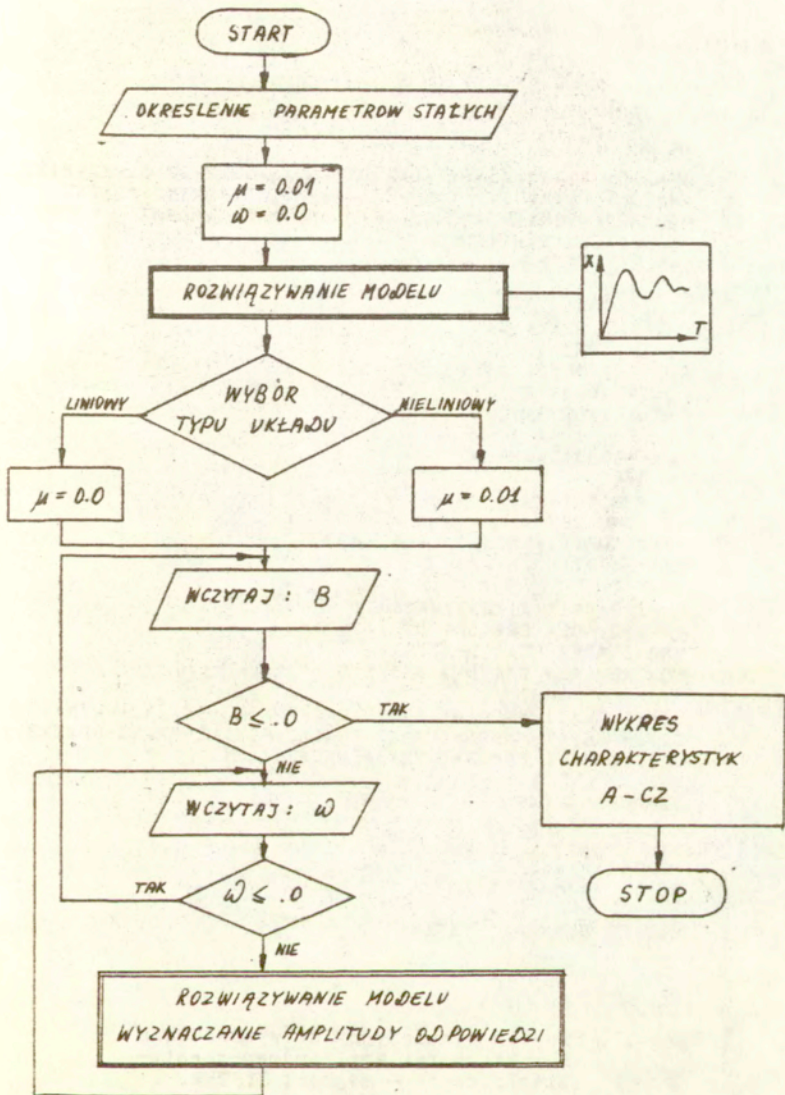 START
OKREŚLENIE PARAMETRÓW STAŁYCH
μ = 0.01
ω = 0.0
ROZWIĄZYWANIE MODELU
X
T
WYBÓR
TYPU UKŁADU
LINIOWY
NIELINIOWY
μ = 0.0
μ = 0.01
WCZYTAJ: B
B ≤ .0
TAK
NIE
WYKRES
CHARAKTERYSTYK
A-CZ
WCZYTAJ: ω
ω ≤ .0
TAK
STOP
NIE
ROZWIĄZYWANIE MODELU
WYZNACZANIE AMPLITUDY ODPOWIEDZI